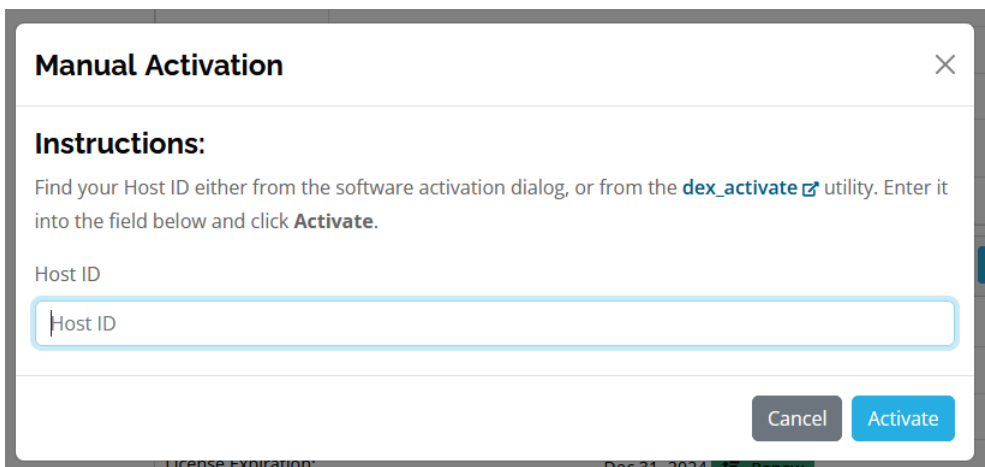 Manual Activation
Instructions:
Find your Host ID either from the software activation dialog, or from the dex_activate utility. Enter it
into the field below and click Activate.
Host ID
Host ID
Cancel Activate
License Expiration: Dec 31, 2024 Renew